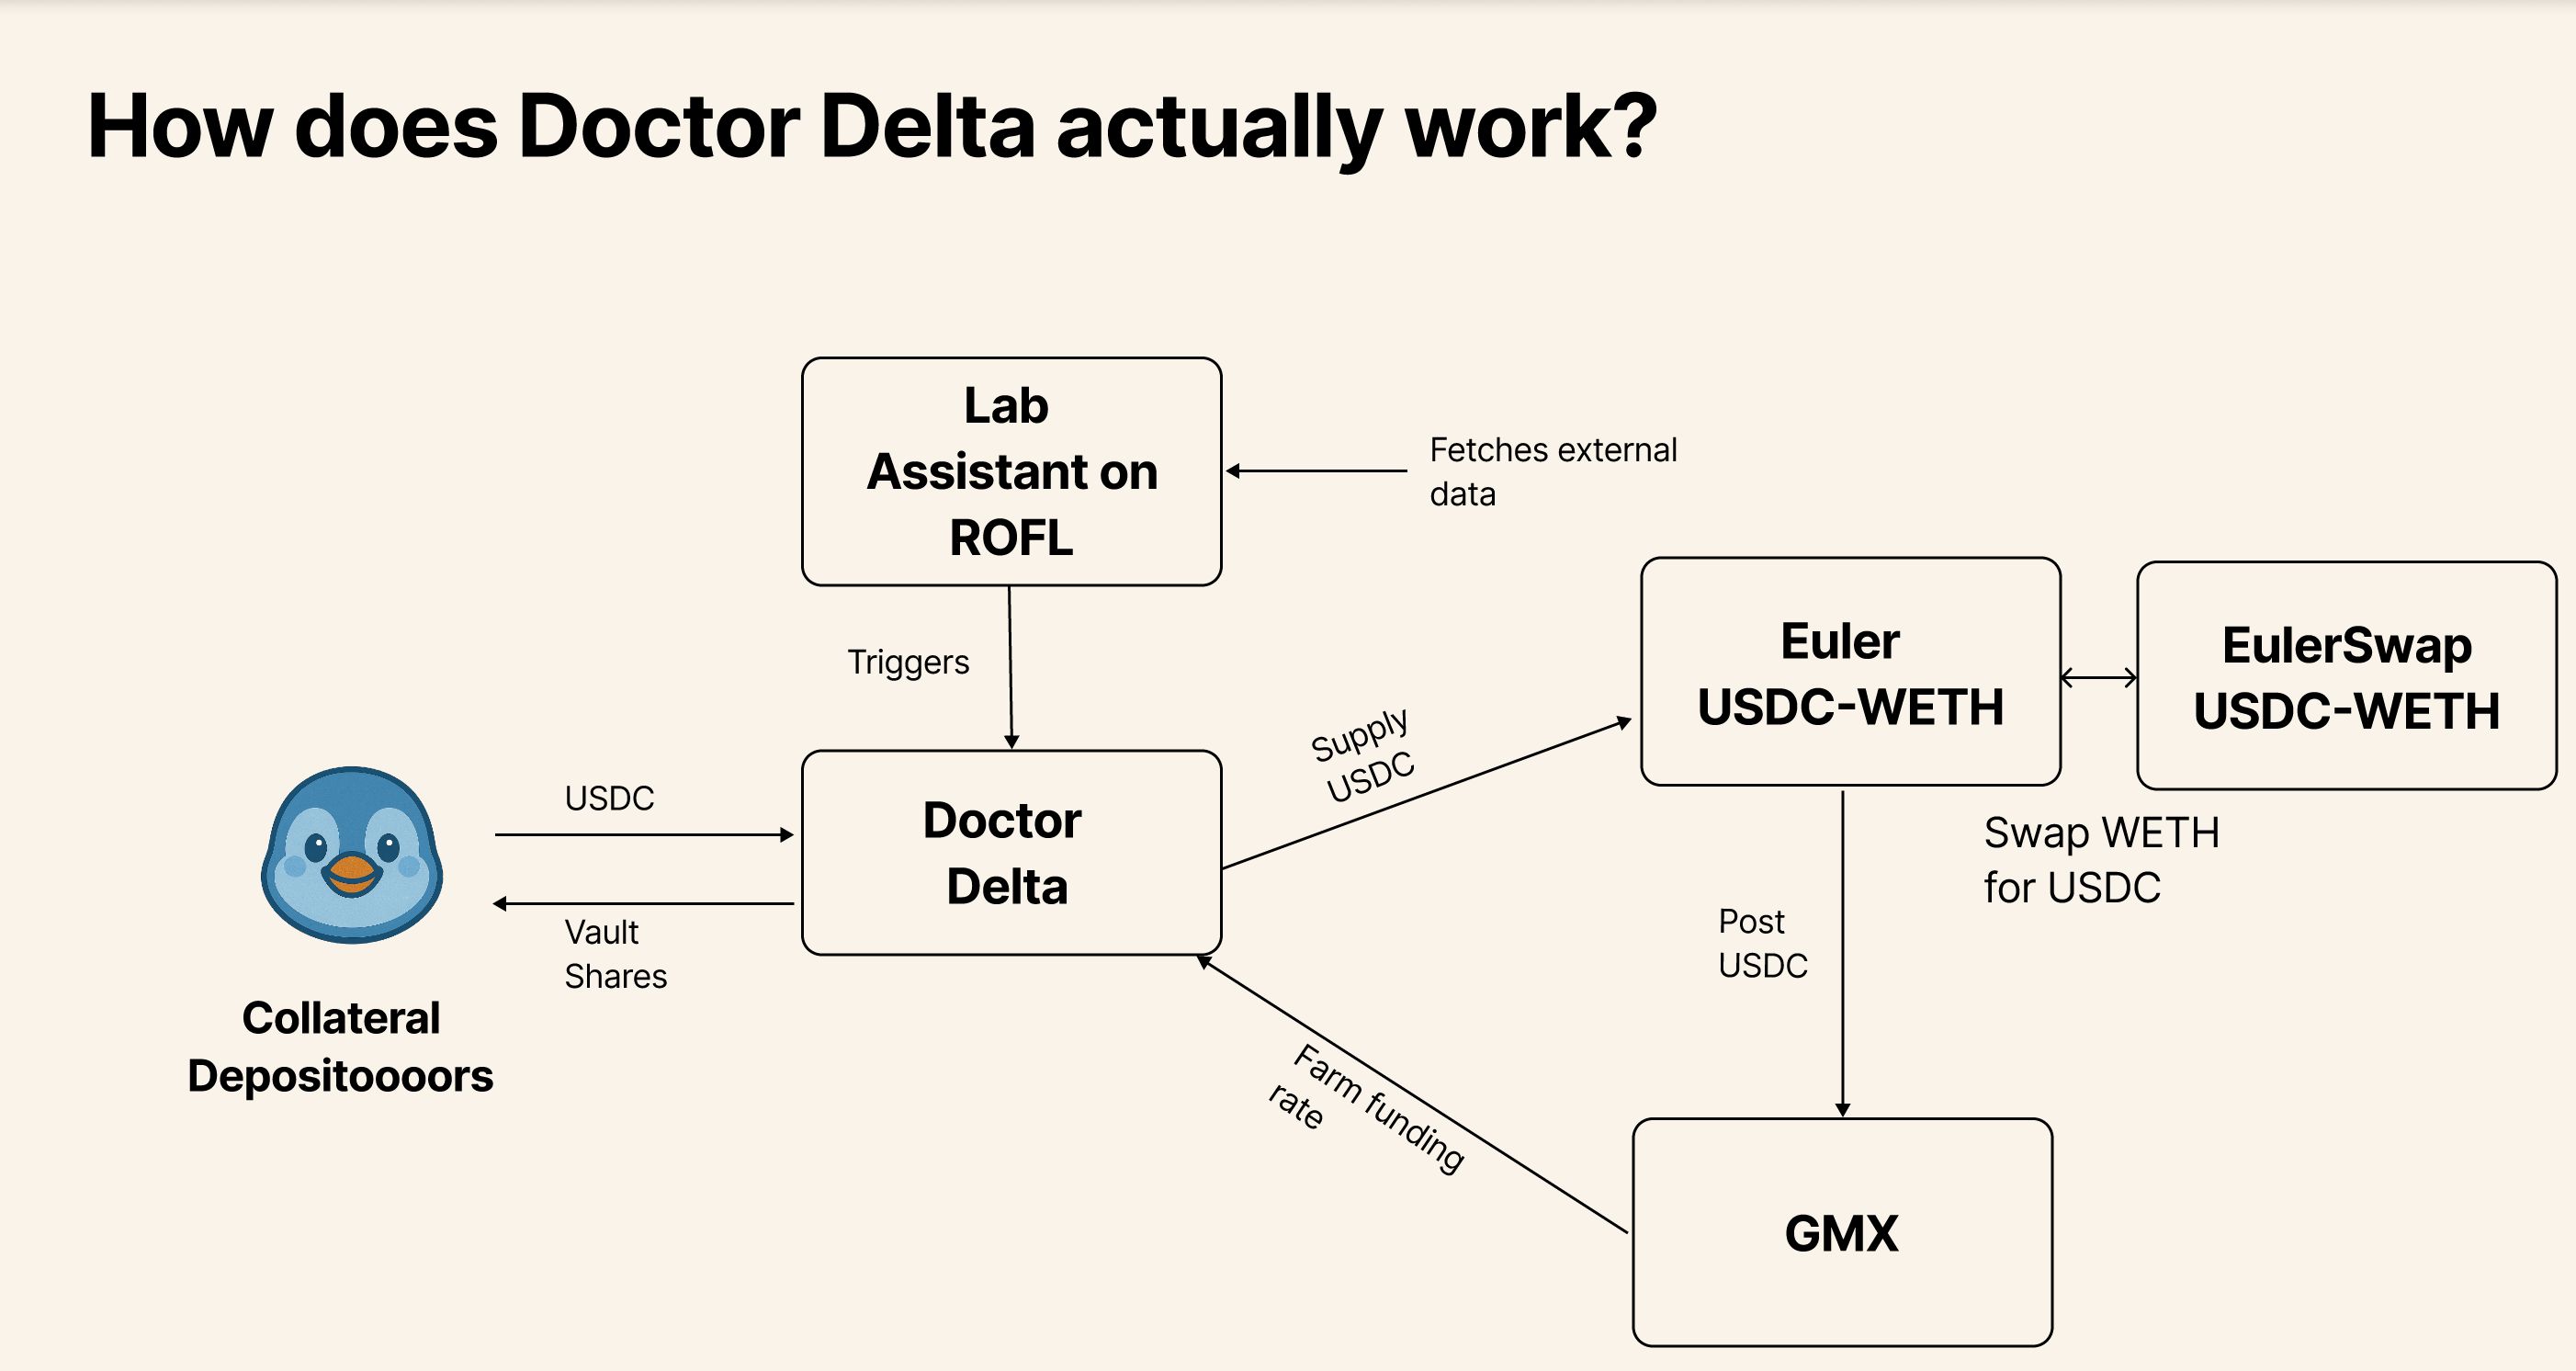 How does Doctor Delta actually work?
Lab
Assistant on
ROFL
Fetches external
data
Triggers
Euler
USDC-WETH
EulerSwap
USDC-WETH
Supply
USDC
USDC
Doctor
Delta
Swap WETH
for USDC
Vault
Shares
Post
USDC
Collateral
Depositoooors
Farm funding
rate
GMX